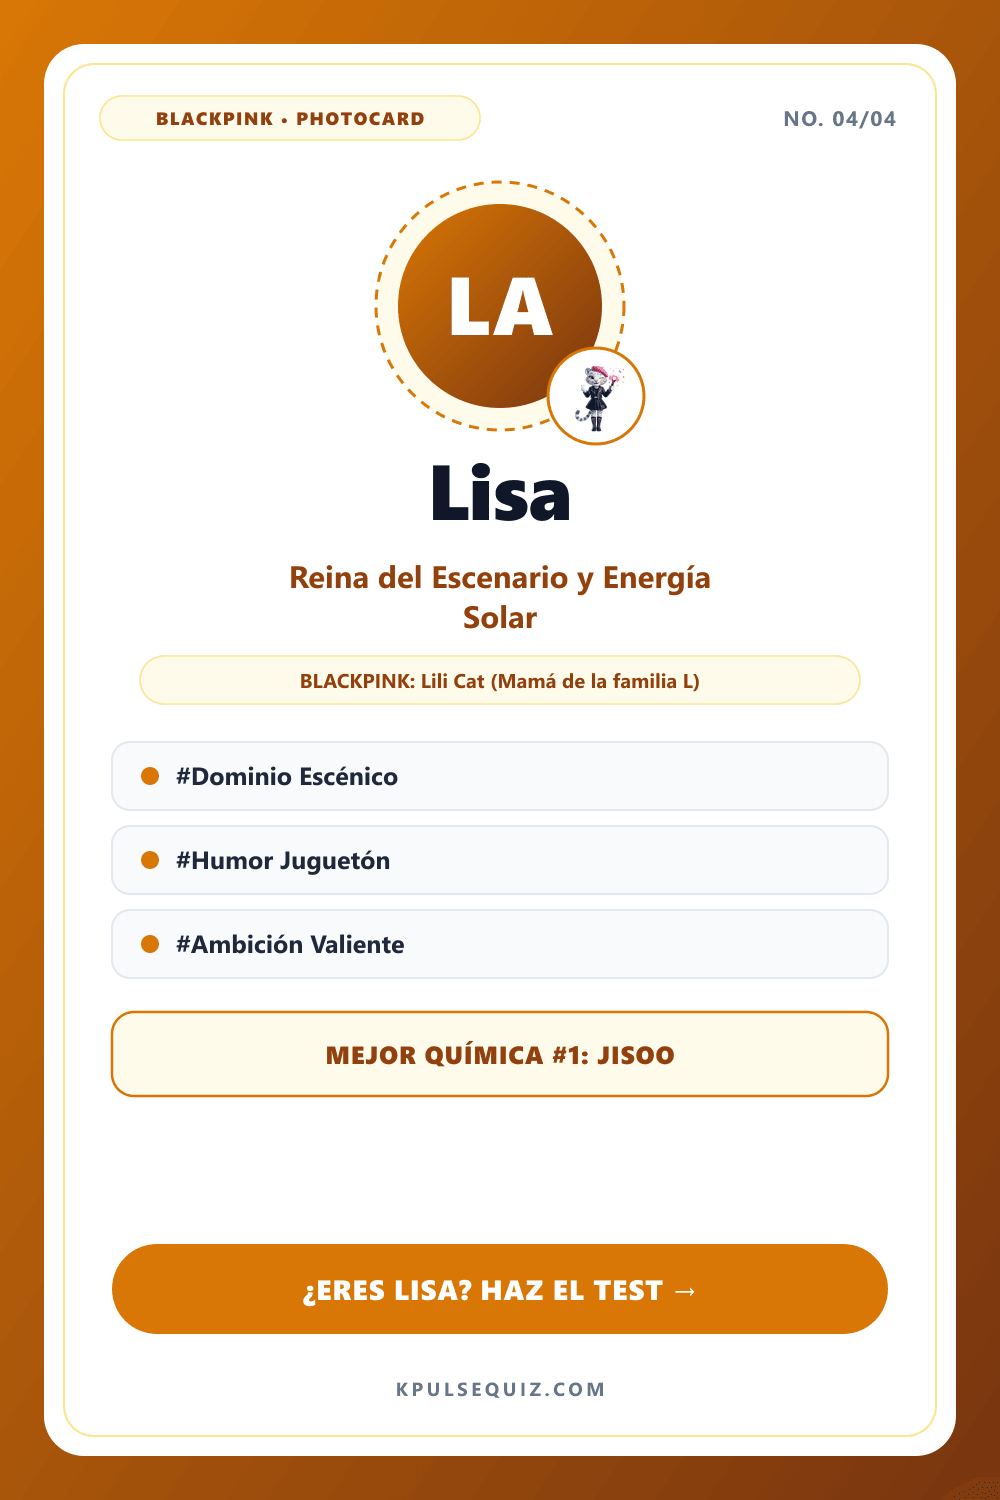 BLACKPINK • PHOTOCARD
NO. 04/04
LA
Lisa
Reina del Escenario y Energía
Solar
BLACKPINK: Lili Cat (Mamá de la familia L)
#Dominio Escénico
#Humor Juguetón
#Ambición Valiente
MEJOR QUÍMICA #1: JISOO
¿ERES LISA? HAZ EL TEST →
KPULSEQUIZ.COM